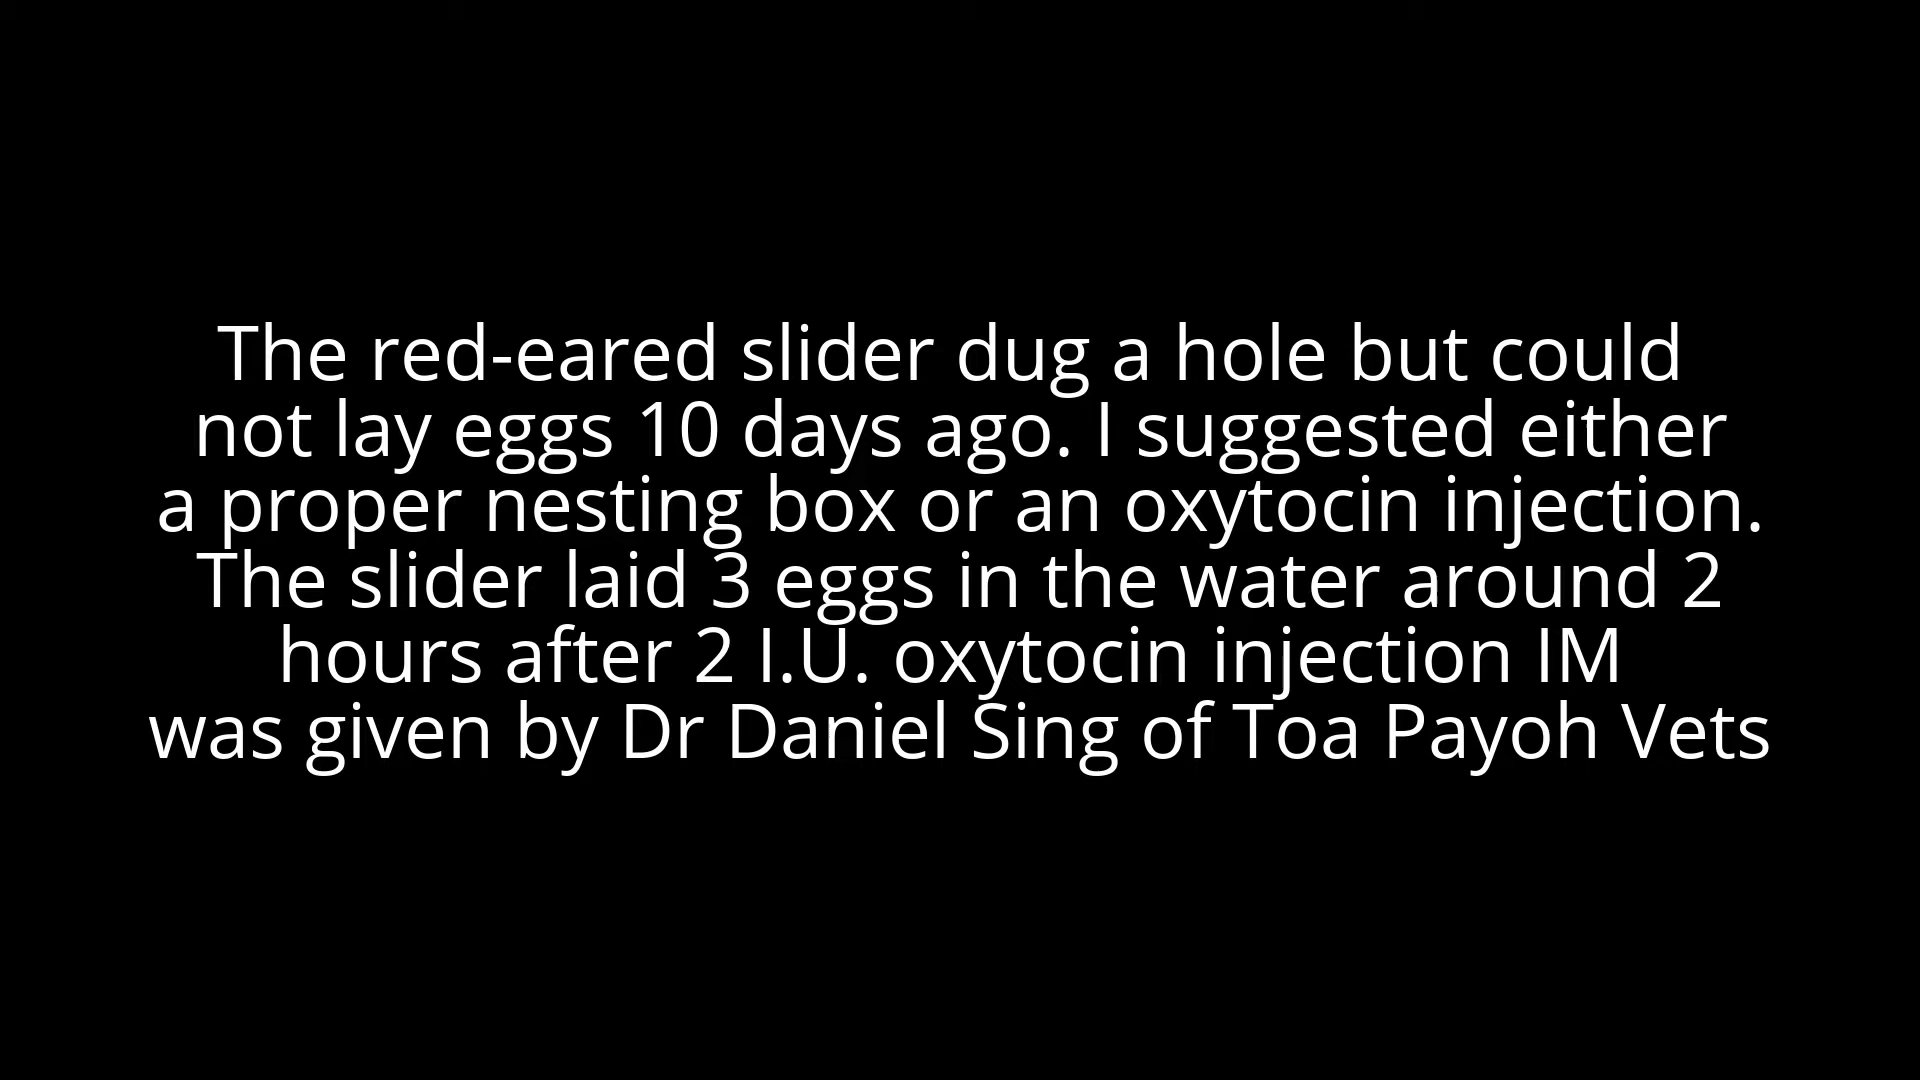 The red-eared slider dug a hole but could
not lay eggs 10 days ago. I suggested either
a proper nesting box or an oxytocin injection.
The slider laid 3 eggs in the water around 2
hours after 2 I.U. oxytocin injection IM
was given by Dr Daniel Sing of Toa Payoh Vets